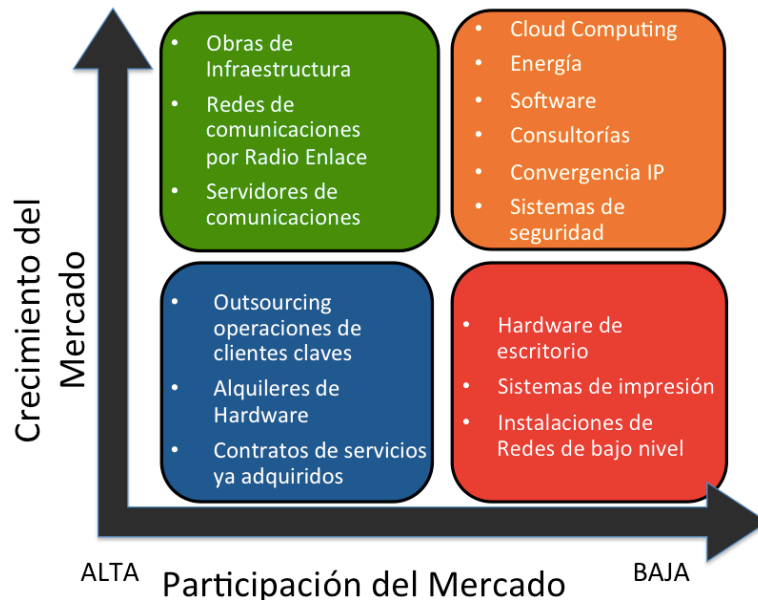 • Obras de
Infraestructura
• Redes de
comunicaciones
por Radio Enlace
• Servidores de
comunicaciones
• Cloud Computing
• Energía
• Software
• Consultorías
• Convergencia IP
• Sistemas de
seguridad
• Outsourcing
operaciones de
clientes claves
• Alquileres de
Hardware
• Contratos de servicios
ya adquiridos
• Hardware de
escritorio
• Sistemas de impresión
• Instalaciones de
Redes de bajo nivel
Crecimiento del
Mercado
ALTA
Participación del Mercado
BAJA